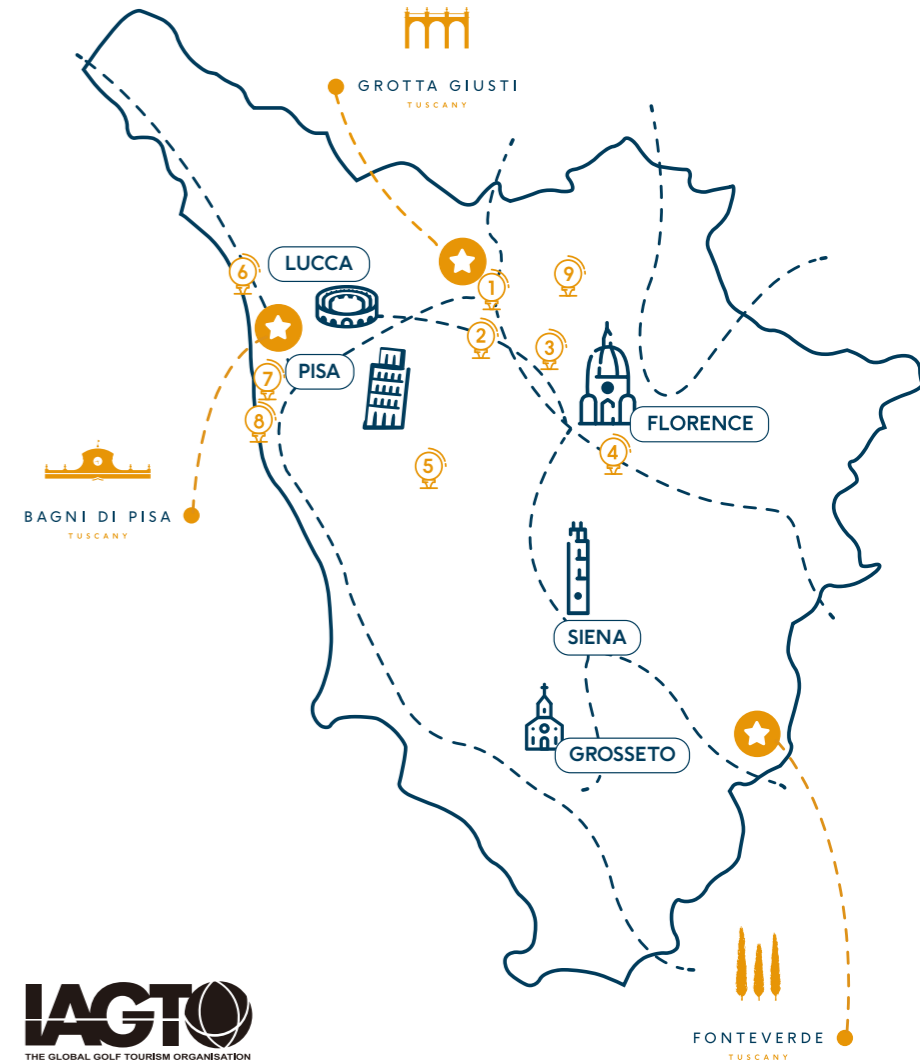 GROTTA GIUSTI
TUSCANY
6
LUCCA
1
9
2
3
7
PISA
8
FLORENCE
4
5
BAGNI DI PISA
TUSCANY
SIENA
GROSSETO
IAGTO
THE GLOBAL GOLF TOURISM ORGANISATION
FONTEVERDE
TUSCANY